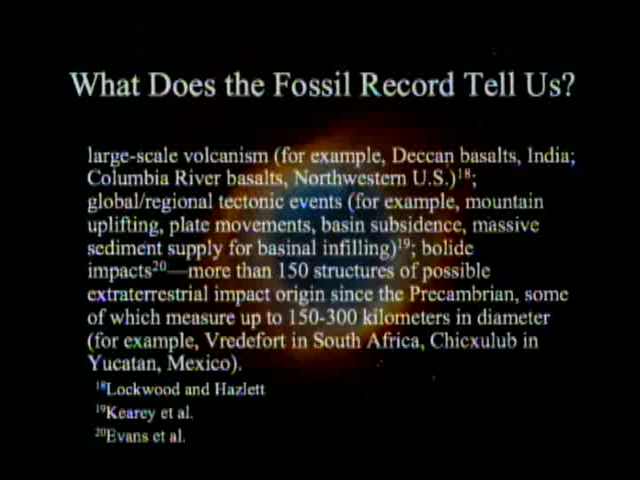 What Does the Fossil Record Tell Us?
large-scale volcanism (for example, Deccan basalts, India;
Columbia River basalts, Northwestern U.S.)¹⁸;
global/regional tectonic events (for example, mountain
uplifting, plate movements, basin subsidence, massive
sediment supply for basinal infilling)¹⁹; bolide
impacts²⁰—more than 150 structures of possible
extraterrestrial impact origin since the Precambrian, some
of which measure up to 150-300 kilometers in diameter
(for example, Vredefort in South Africa, Chicxulub in
Yucatan, Mexico).
¹⁸Lockwood and Hazlett
¹⁹Kearey et al.
²⁰Evans et al.